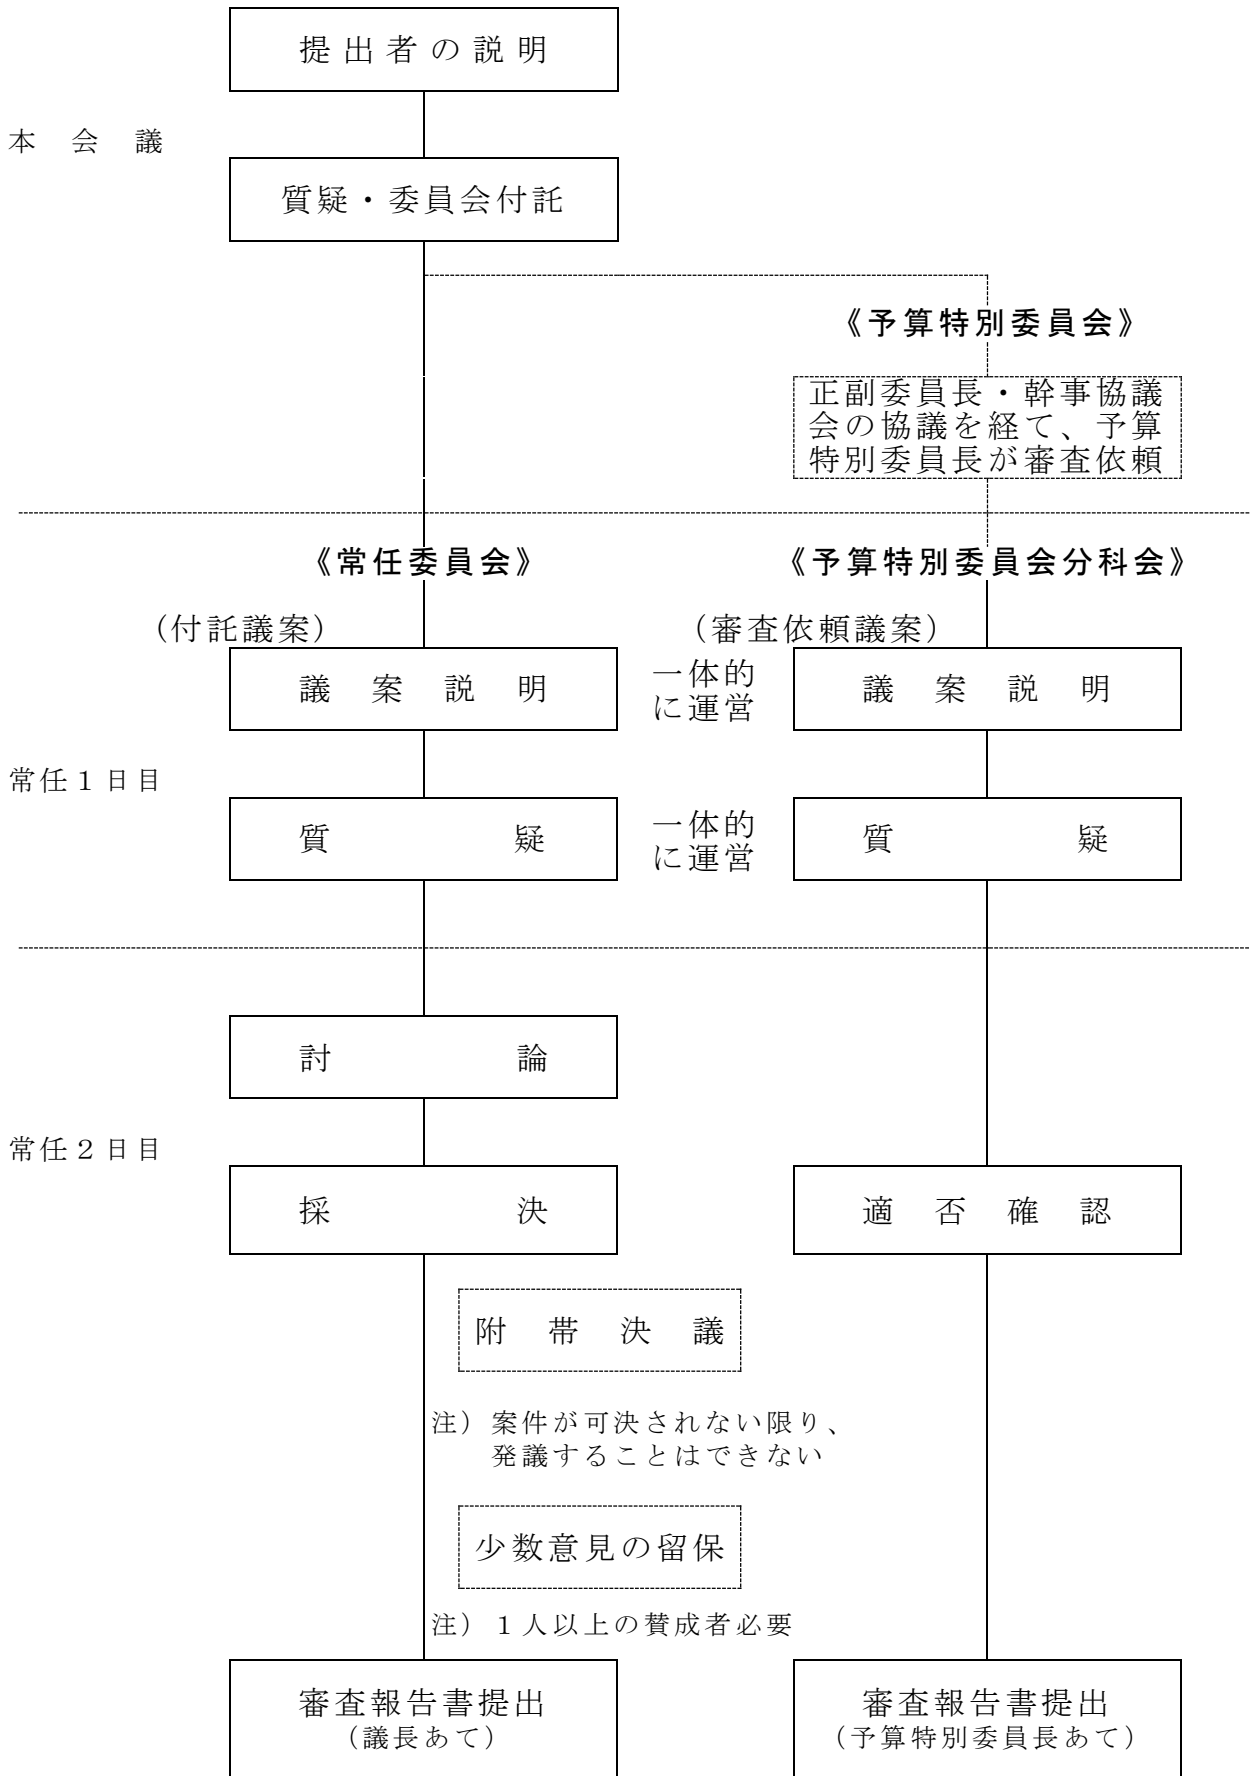 提出者の説明
本会議
質疑・委員会付託
《予算特別委員会》
正副委員長・幹事協議
会の協議を経て、予算
特別委員長が審査依頼
《常任委員会》
《予算特別委員会分科会》
（付託議案）
（審査依頼議案）
議案説明
一体的
に運営
議案説明
常任１日目
質疑
一体的
に運営
質疑
討論
常任２日目
採決
適否確認
附帯決議
注）案件が可決されない限り、
発議することはできない
少数意見の留保
注）１人以上の賛成者必要
審査報告書提出
（議長あて）
審査報告書提出
（予算特別委員長あて）